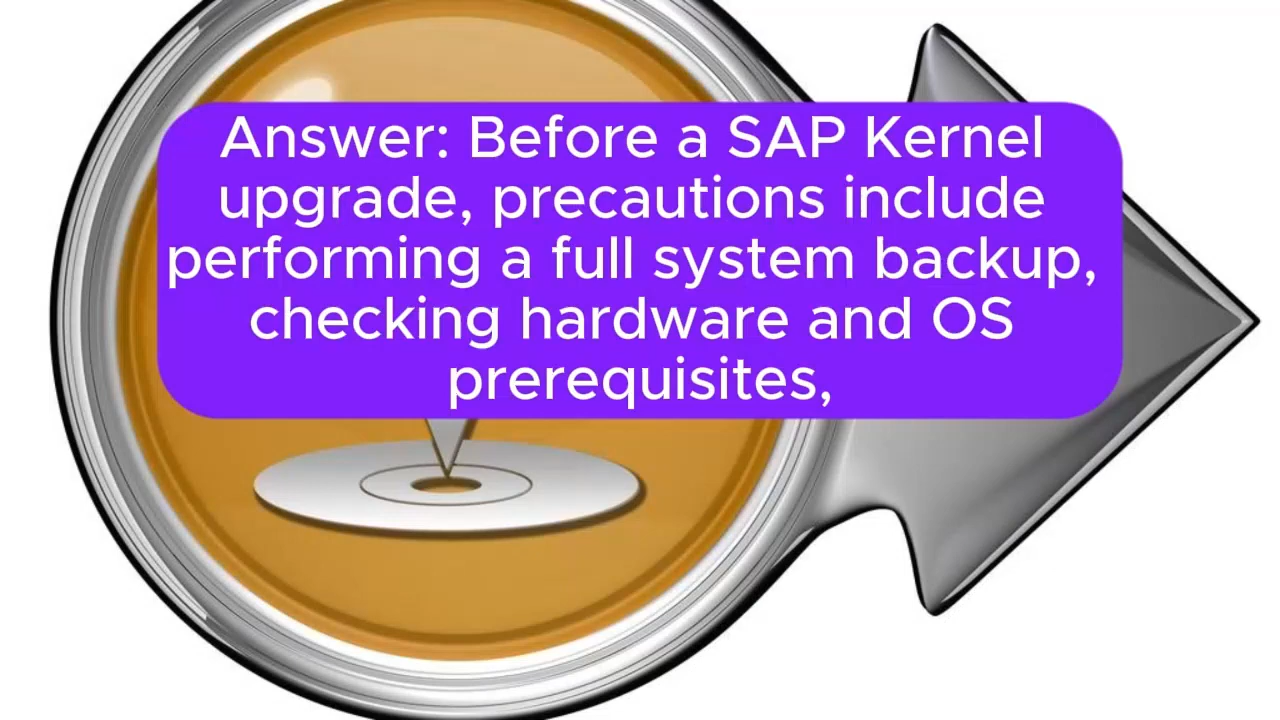 Answer: Before a SAP Kernel
upgrade, precautions include
performing a full system backup,
checking hardware and OS
prerequisites,